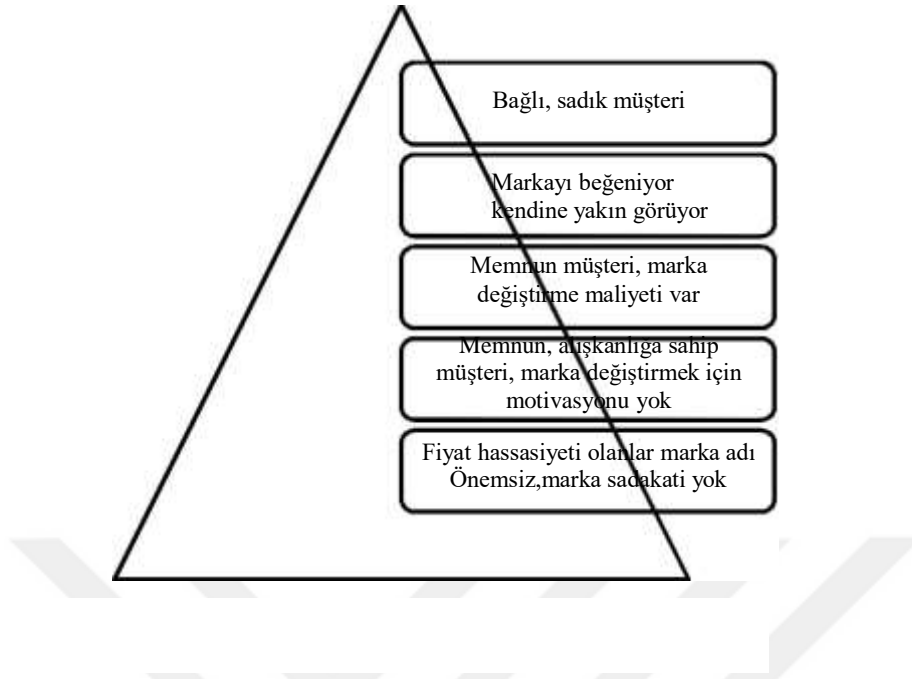 Bağlı, sadık müşteri
Markayı beğeniyor
kendine yakın görüyor
Memnun müşteri, marka
değiştirme maliyeti var
Memnun, alışkanlığa sahip
müşteri, marka değiştirmek için
motivasyonu yok
Fiyat hassasiyeti olanlar marka adı
Önemsiz,marka sadakati yok